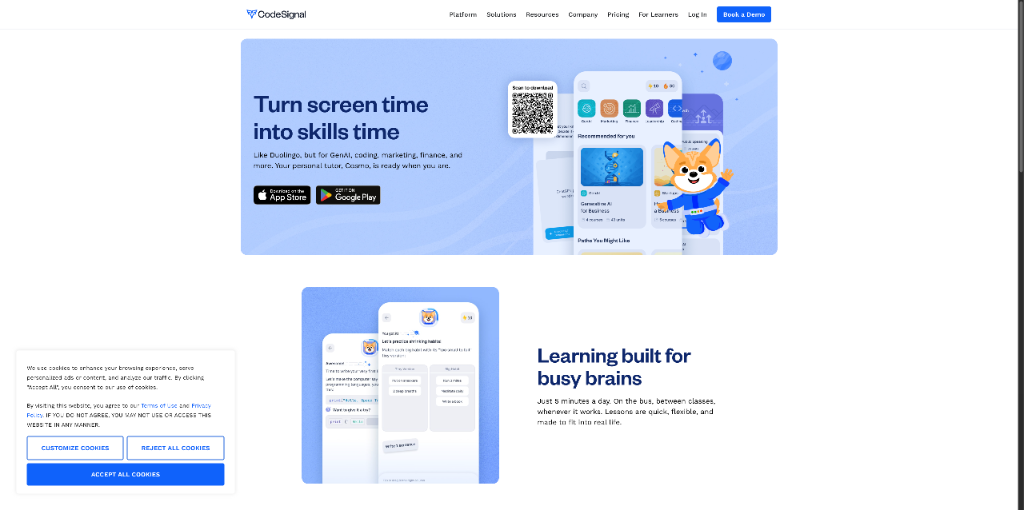 CodeSignal
Platform
Solutions
Resources
Company
Pricing
For Learners
Log In
Book a Demo
Turn screen time
into skills time
Like Duolingo, but for GenAI, coding, marketing, finance, and
more. Your personal tutor, Cosmo, is ready when you are.
Download on the
App Store
GET IT ON
Google Play
Scan to download
Recommended for you
Generative AI
for Business
Paths You Might Like
Learning built for
busy brains
Just 5 minutes a day. On the bus, between classes,
whenever it works. Lessons are quick, flexible, and
made to fit into real life.
We use cookies to enhance your browsing experience, serve
personalized ads or content, and analyze our traffic. By clicking
"Accept All", you consent to our use of cookies.
By visiting this website, you agree to our Terms of Use and Privacy
Policy. IF YOU DO NOT AGREE, YOU MAY NOT USE OR ACCESS THIS
WEBSITE IN ANY MANNER.
CUSTOMIZE COOKIES
REJECT ALL COOKIES
ACCEPT ALL COOKIES